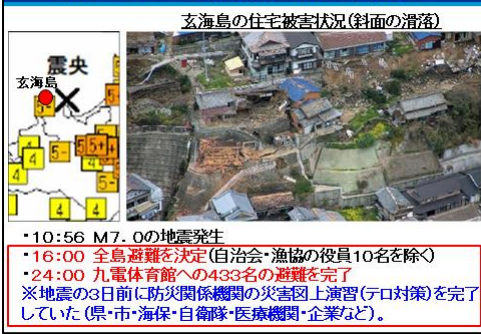 玄海島の住宅被害状況(斜面の滑落)
震央
玄海島
5-
5-
5+
5+
4
5-
4
4
5-
4
4
・10:56 M7.0の地震発生
・16:00 全島避難を決定(自治会・漁協の役員10名を除く)
・24:00 九電体育館への433名の避難を完了
※地震の3日前に防災関係機関の災害図上演習(テロ対策)を完了
していた(県・市・海保・自衛隊・医療機関・企業など)。